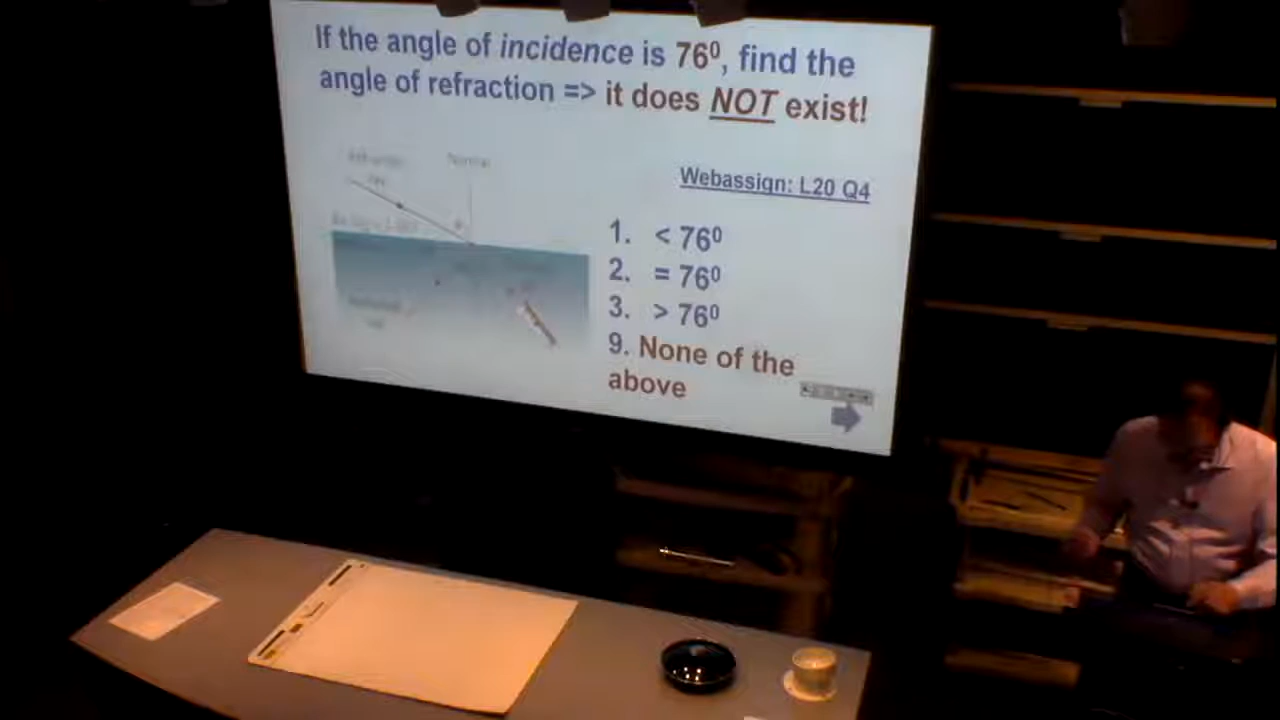 If the angle of incidence is 76⁰, find the
angle of refraction => it does NOT exist!
Normal
Webassign: L20 Q4
1. < 76⁰
2. = 76⁰
3. > 76⁰
9. None of the
above